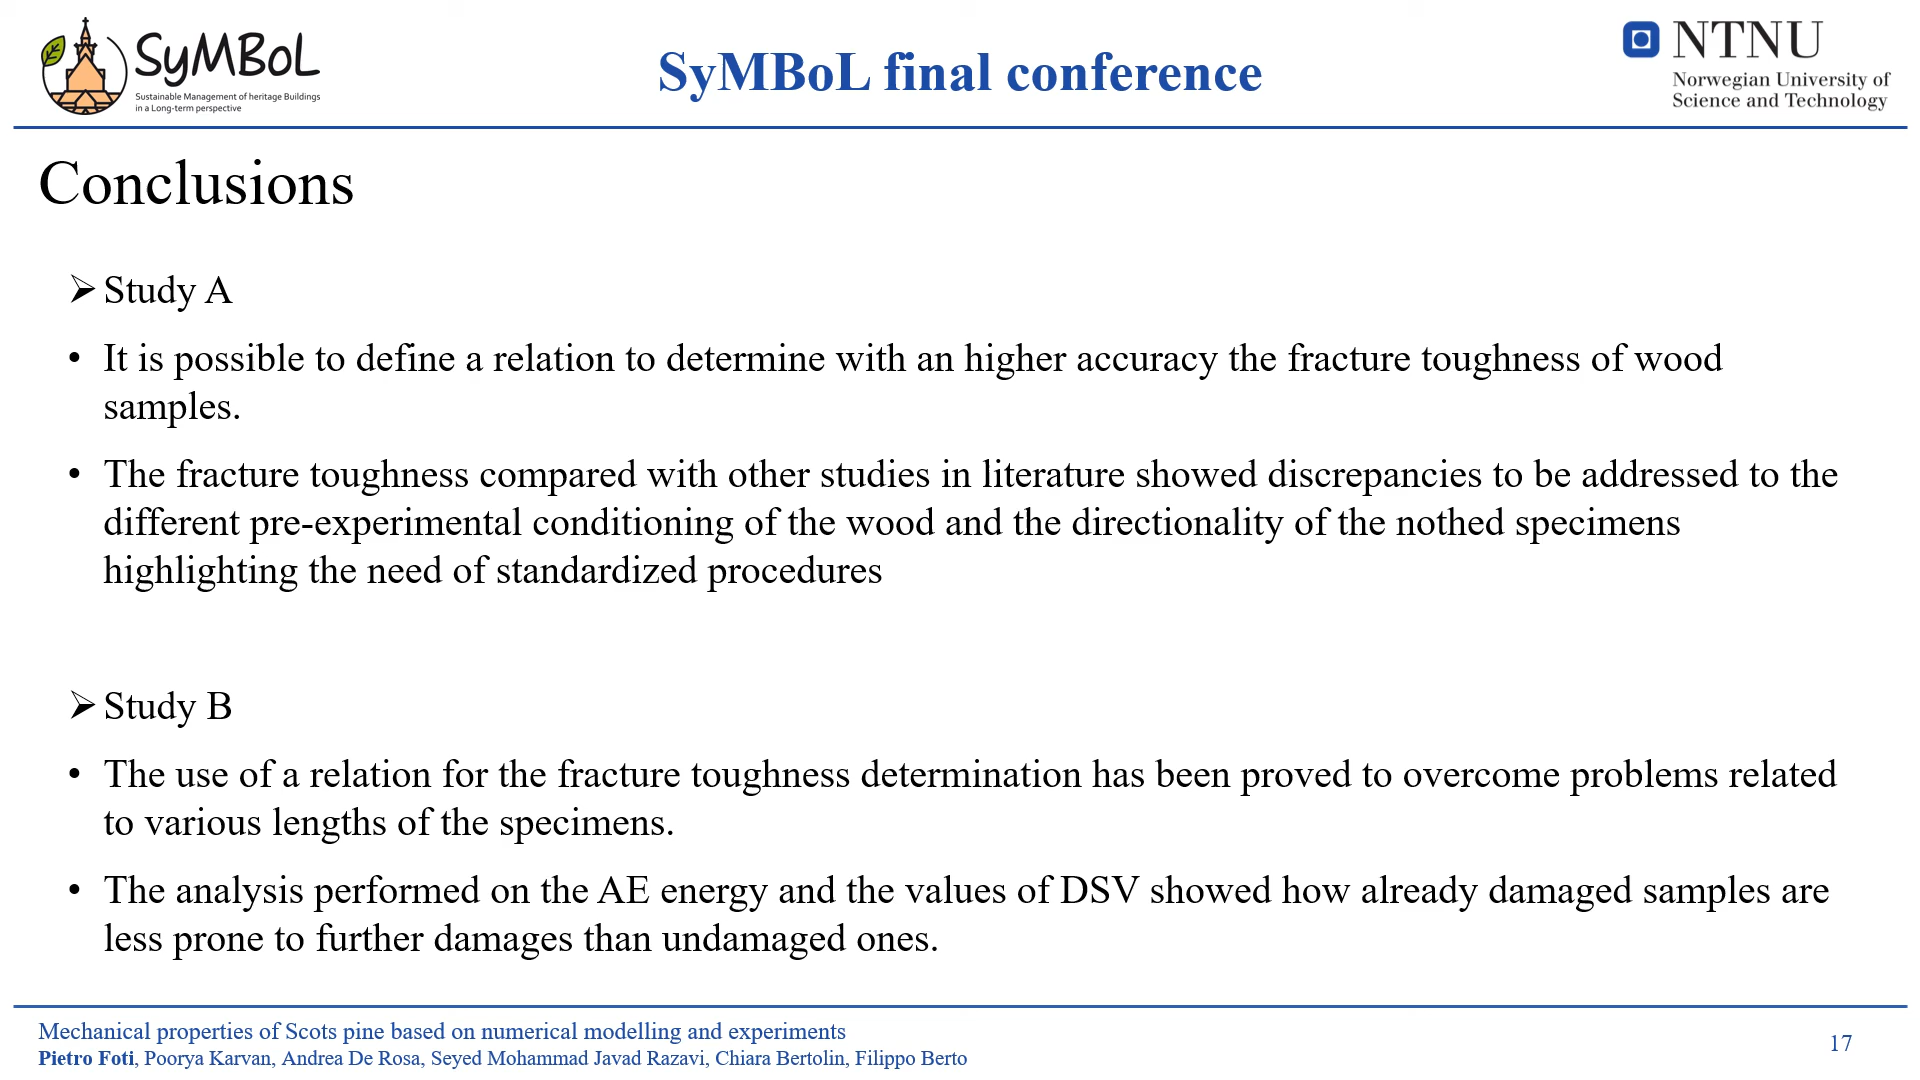 SyMBoL
Sustainable Management of heritage Buildings
in a Long-term perspective
SyMBoL final conference
NTNU
Norwegian University of
Science and Technology
Conclusions
➢ Study A
• It is possible to define a relation to determine with an higher accuracy the fracture toughness of wood
samples.
• The fracture toughness compared with other studies in literature showed discrepancies to be addressed to the
different pre-experimental conditioning of the wood and the directionality of the nothed specimens
highlighting the need of standardized procedures
➢ Study B
• The use of a relation for the fracture toughness determination has been proved to overcome problems related
to various lengths of the specimens.
• The analysis performed on the AE energy and the values of DSV showed how already damaged samples are
less prone to further damages than undamaged ones.
Mechanical properties of Scots pine based on numerical modelling and experiments
Pietro Foti, Poorya Karvan, Andrea De Rosa, Seyed Mohammad Javad Razavi, Chiara Bertolin, Filippo Berto
17